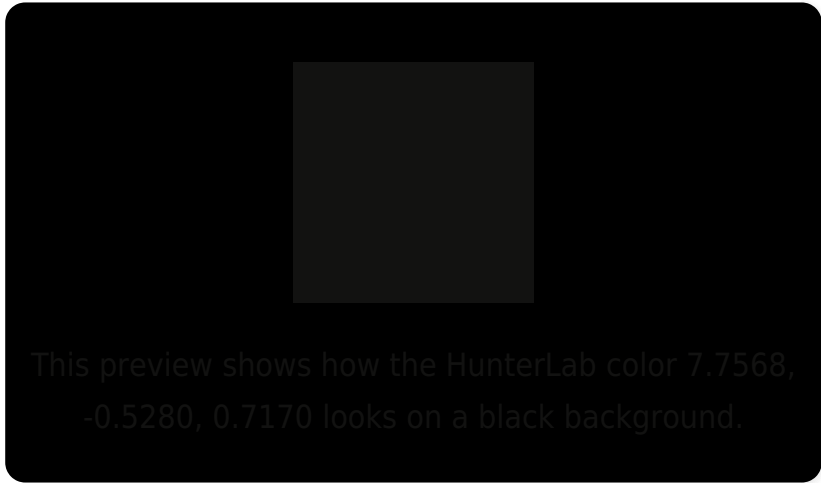 This preview shows how the HunterLab color 7.7568,
-0.5280, 0.7170 looks on a black background.